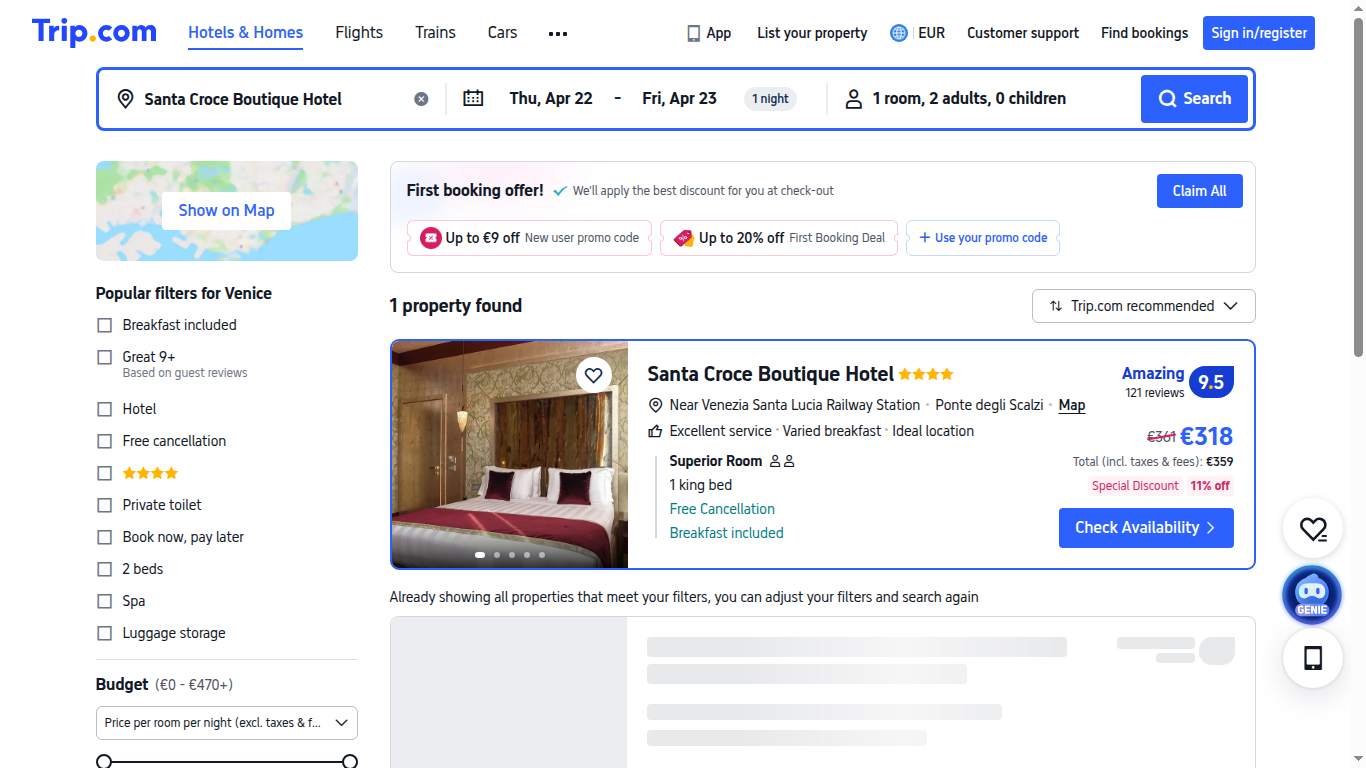 Trip.com
Hotels & Homes
Flights
Trains
Cars
App
List your property
EUR
Customer support
Find bookings
Sign in/register
Santa Croce Boutique Hotel
Thu, Apr 22 - Fri, Apr 23
1 night
1 room, 2 adults, 0 children
Search
Show on Map
Popular filters for Venice
Breakfast included
Great 9+
Based on guest reviews
Hotel
Free cancellation
Private toilet
Book now, pay later
2 beds
Spa
Luggage storage
Budget (€0 - €470+)
Price per room per night (excl. taxes & f...
First booking offer!
We'll apply the best discount for you at check-out
Claim All
Up to €9 off New user promo code
Up to 20% off First Booking Deal
+ Use your promo code
1 property found
Trip.com recommended
Santa Croce Boutique Hotel
Near Venezia Santa Lucia Railway Station · Ponte degli Scalzi · Map
Excellent service · Varied breakfast · Ideal location
Superior Room
1 king bed
Free Cancellation
Breakfast included
Amazing
121 reviews
9.5
€361 €318
Total (incl. taxes & fees): €359
Special Discount 11% off
Check Availability
Already showing all properties that meet your filters, you can adjust your filters and search again
GENIE